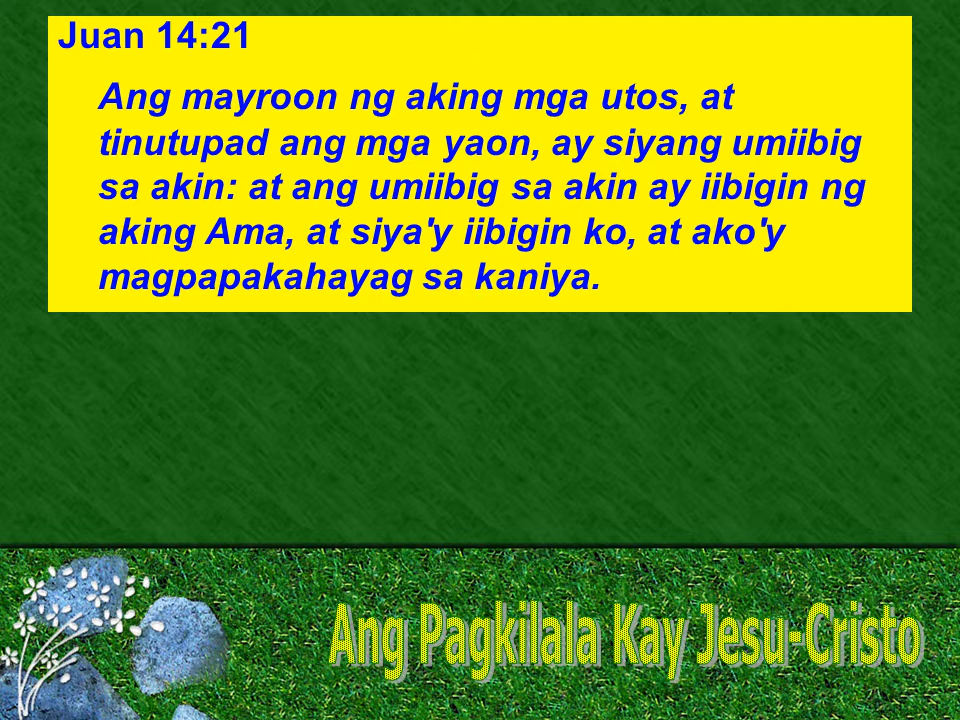 Juan 14:21
Ang mayroon ng aking mga utos, at
tinutupad ang mga yaon, ay siyang umiibig
sa akin: at ang umiibig sa akin ay iibigin ng
aking Ama, at siya'y iibigin ko, at ako'y
magpapakahayag sa kaniya.
Ang Pagkilala Kay Jesu-Cristo